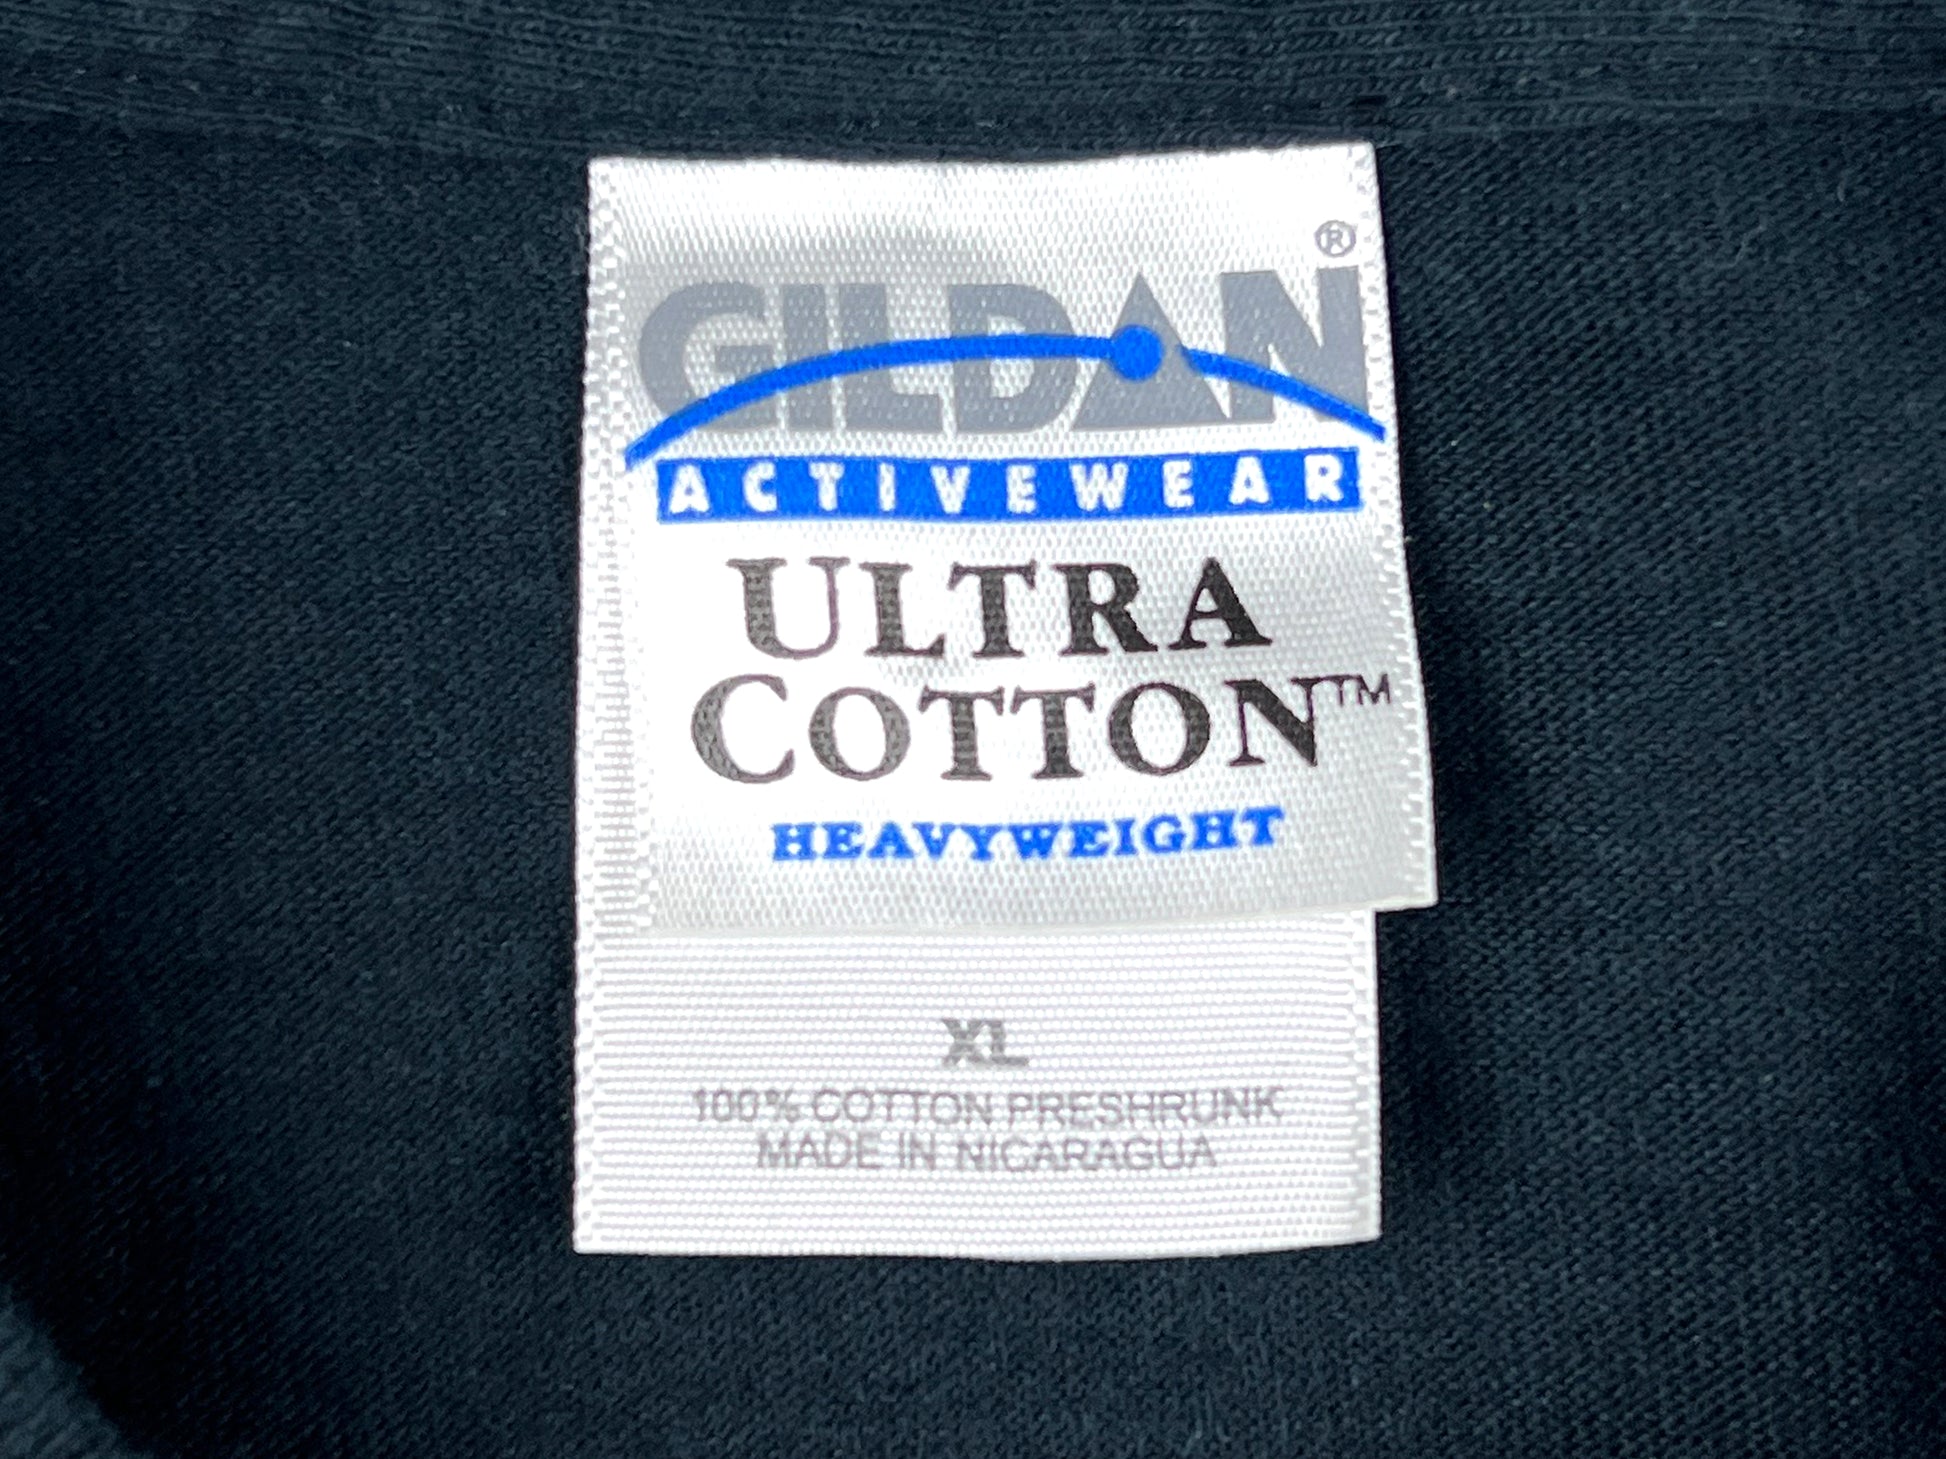 GILDAN®
ACTIVEWEAR
ULTRA
COTTON™
HEAVYWEIGHT
XL
100% COTTON PRESHRUNK
MADE IN NICARAGUA